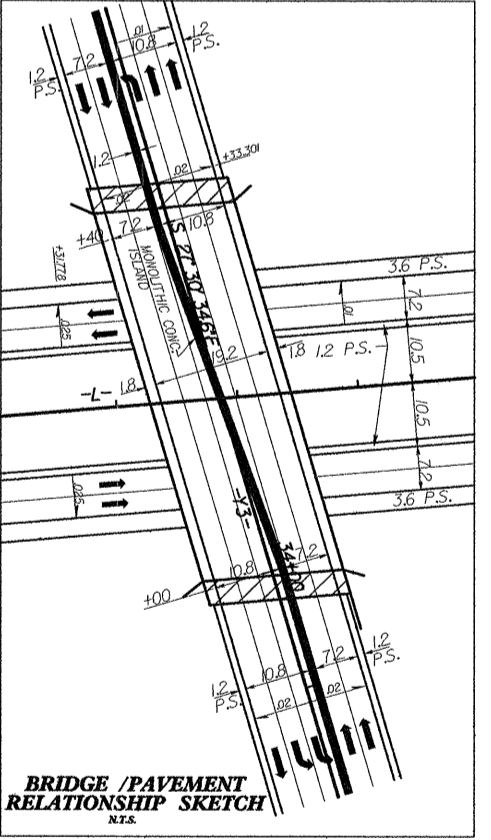 1.2
P.S.
7.2
.01
10.8
1.2
P.S.
1.2
.02
+33.301
.02
+40
7.2
10.8
+31.778
MONOLITHIC CONC.
ISLAND
S 21° 30' 34.6" E
3.6 P.S.
.025
.01
7.2
19.2
1.8
1.2 P.S.
10.5
1.8
-L-
10.5
.025
-Y3-
7.2
3.6 P.S.
34+00
7.2
10.8
+00
1.2
P.S.
7.2
10.8
1.2
P.S.
.02
.02
BRIDGE /PAVEMENT
RELATIONSHIP SKETCH
N.T.S.